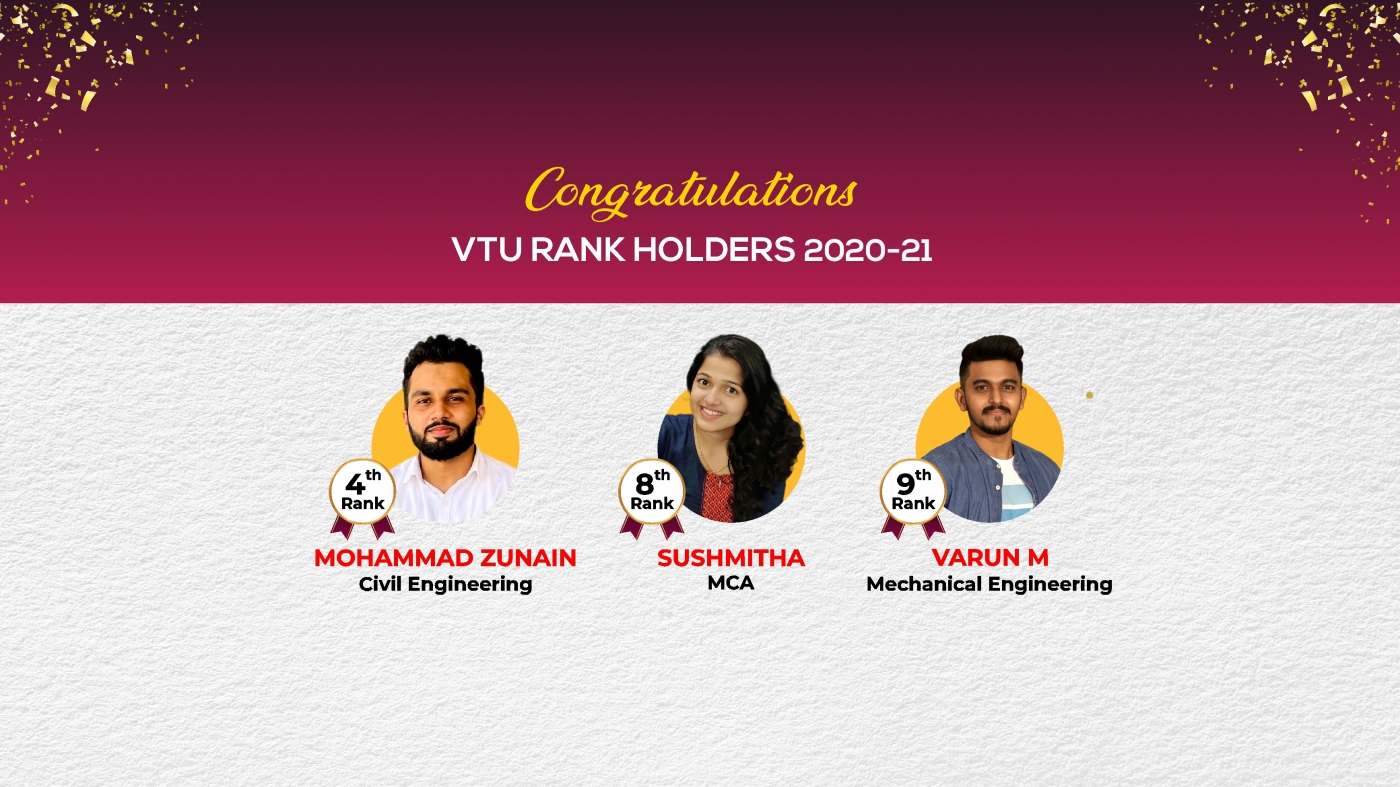 Congratulations
VTU RANK HOLDERS 2020-21
4th
Rank
8th
Rank
9th
Rank
MOHAMMAD ZUNAIN
Civil Engineering
SUSHMITHA
MCA
VARUN M
Mechanical Engineering